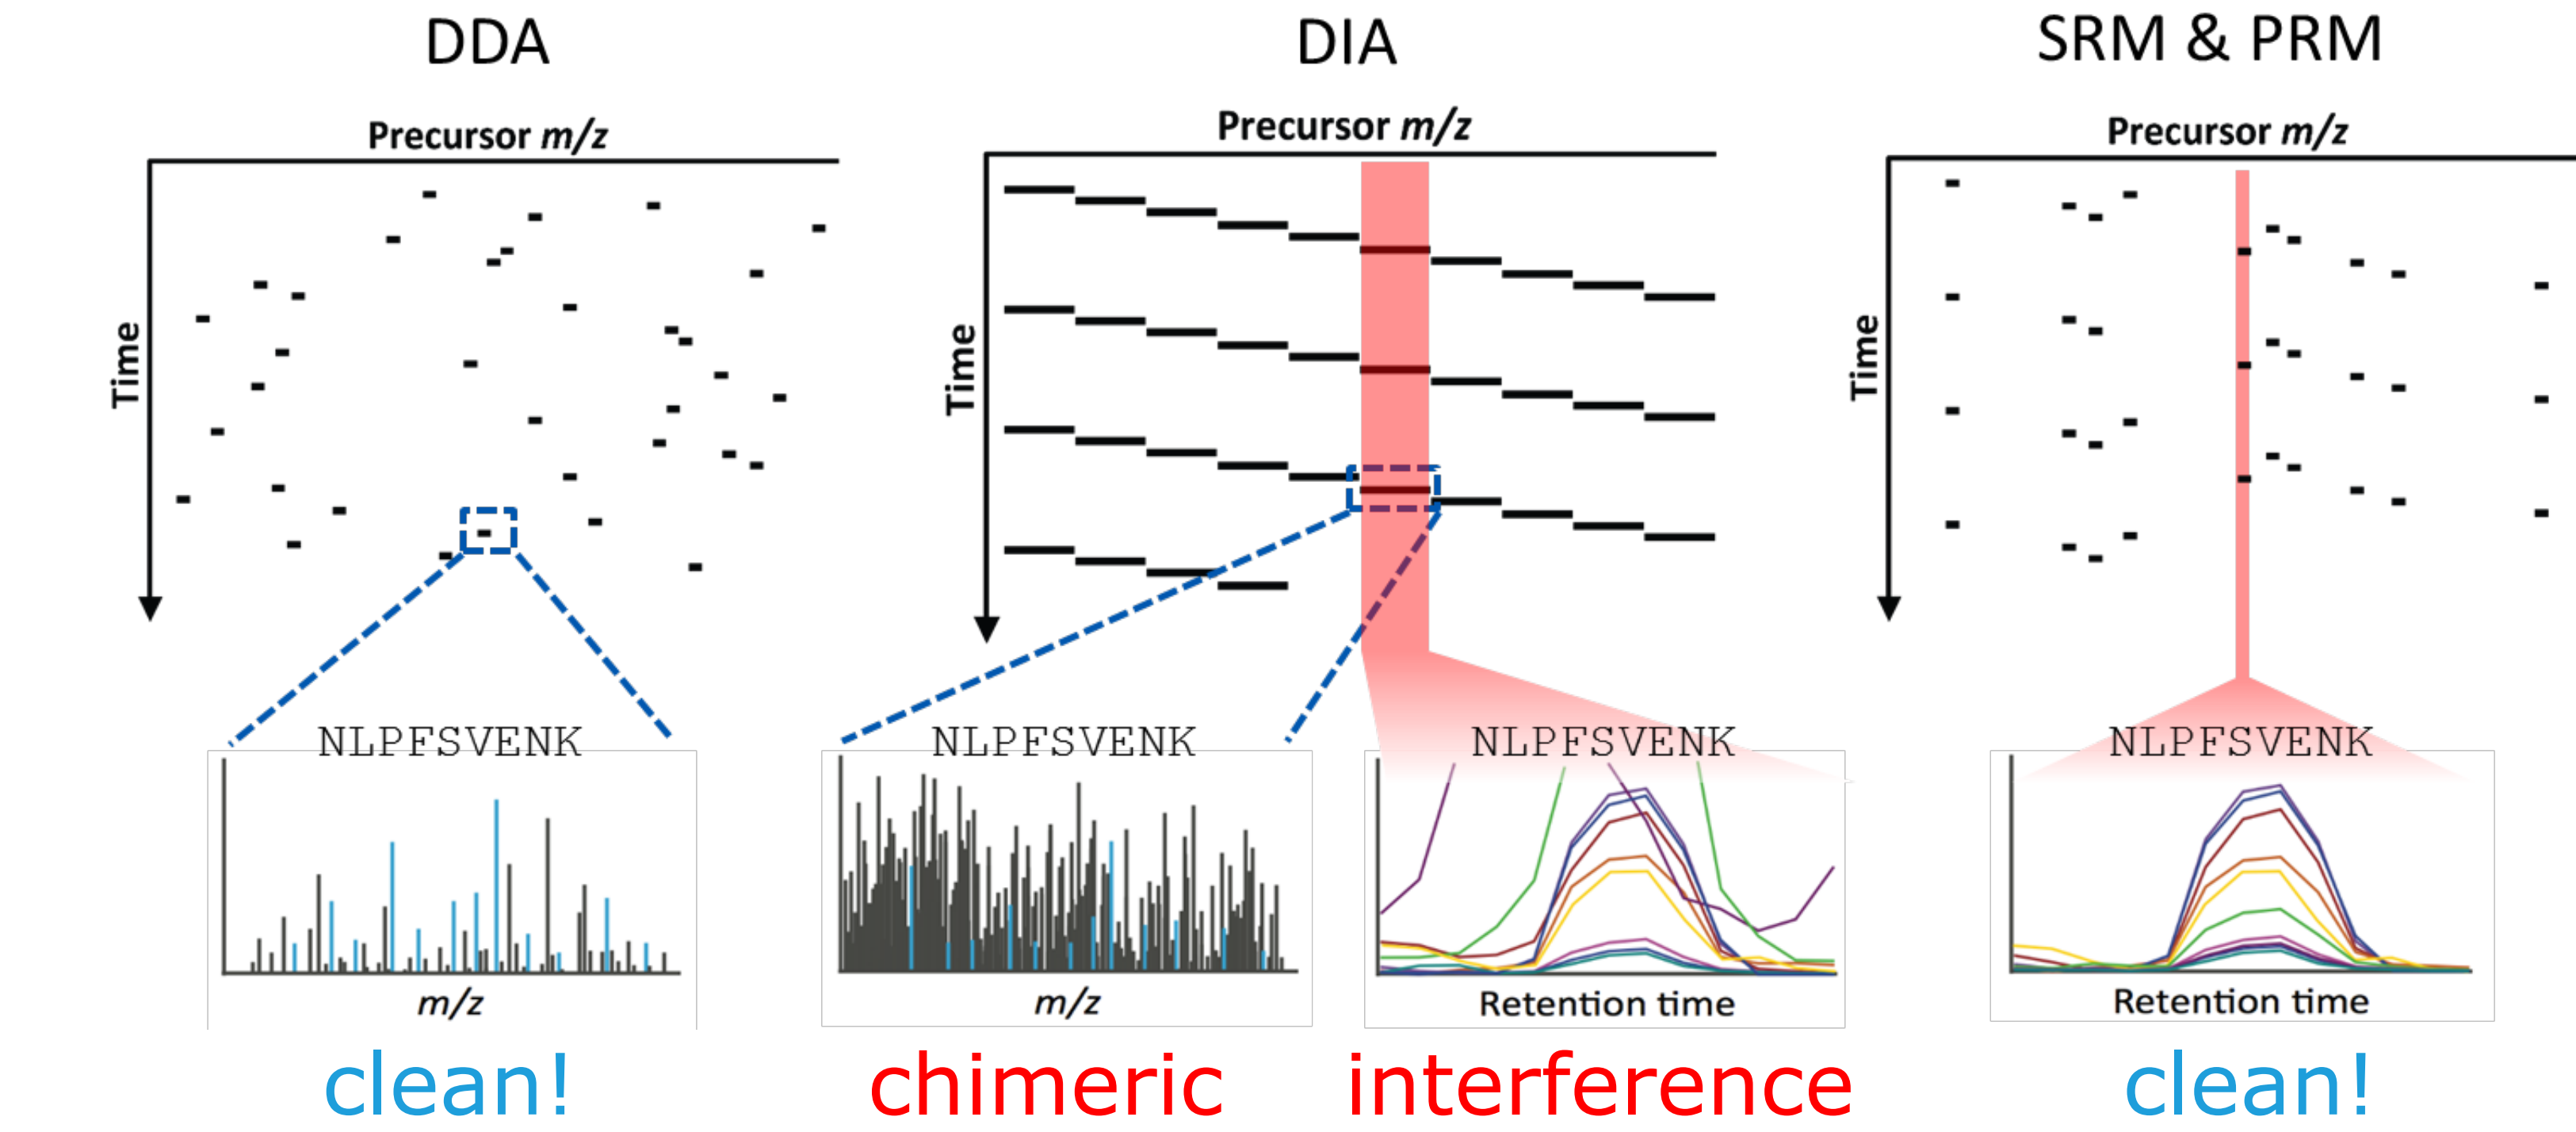 DDA
Precursor m/z
Time
NLPFSVENK
m/z
clean!
DIA
Precursor m/z
Time
NLPFSVENK
m/z
chimeric
NLPFSVENK
Retention time
interference
SRM & PRM
Precursor m/z
Time
NLPFSVENK
Retention time
clean!